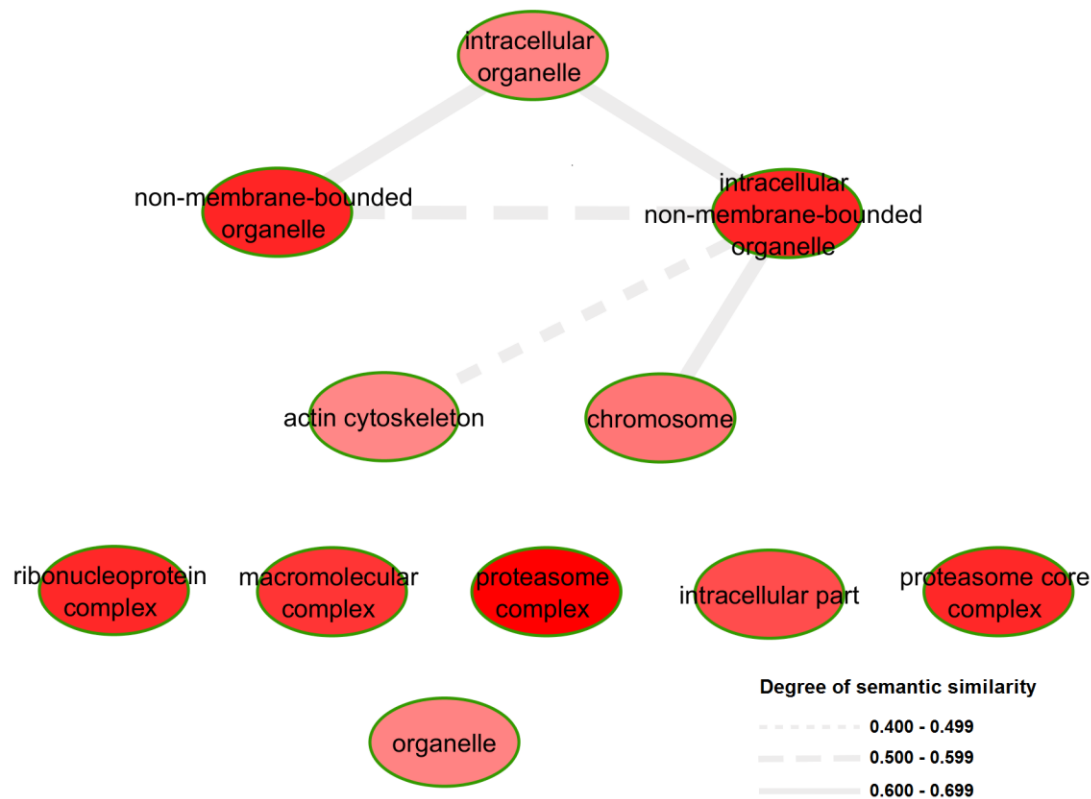 intracellular
organelle
non-membrane-bounded
organelle
intracellular
non-membrane-bounded
organelle
actin cytoskeleton
chromosome
ribonucleoprotein
complex
macromolecular
complex
proteasome
complex
intracellular part
proteasome core
complex
organelle
Degree of semantic similarity
0.400 - 0.499
0.500 - 0.599
0.600 - 0.699